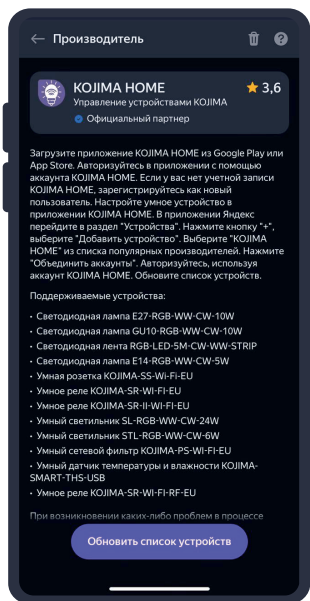 Производитель
KOJIMA HOME
3,6
Управление устройствами KOJIMA
Официальный партнер
Загрузите приложение KOJIMA HOME из Google Play или
App Store. Авторизуйтесь в приложении с помощью
аккаунта KOJIMA HOME. Если у вас нет учетной записи
KOJIMA HOME, зарегистрируйтесь как новый
пользователь. Настройте умное устройство в
приложении KOJIMA HOME. В приложении Яндекс
перейдите в раздел "Устройства". Нажмите кнопку "+",
выберите "Добавить устройство". Выберите "KOJIMA
HOME" из списка популярных производителей. Нажмите
"Объединить аккаунты". Авторизуйтесь, используя
аккаунт KOJIMA HOME. Обновите список устройств.
Поддерживаемые устройства:
· Светодиодная лампа E27-RGB-WW-CW-10W
· Светодиодная лампа GU10-RGB-WW-CW-10W
· Светодиодная лента RGB-LED-5M-CW-WW-STRIP
· Светодиодная лампа E14-RGB-WW-CW-5W
· Умная розетка KOJIMA-SS-Wi-Fi-EU
· Умное реле KOJIMA-SR-WI-FI-EU
· Умное реле KOJIMA-SR-II-WI-FI-EU
· Умный светильник SL-RGB-WW-CW-24W
· Умный светильник STL-RGB-WW-CW-6W
· Умный сетевой фильтр KOJIMA-PS-WI-FI-EU
· Умный датчик температуры и влажности KOJIMA-
SMART-THS-USB
· Умное реле KOJIMA-SR-WI-FI-RF-EU
При возникновении каких-либо проблем в процессе
Обновить список устройств